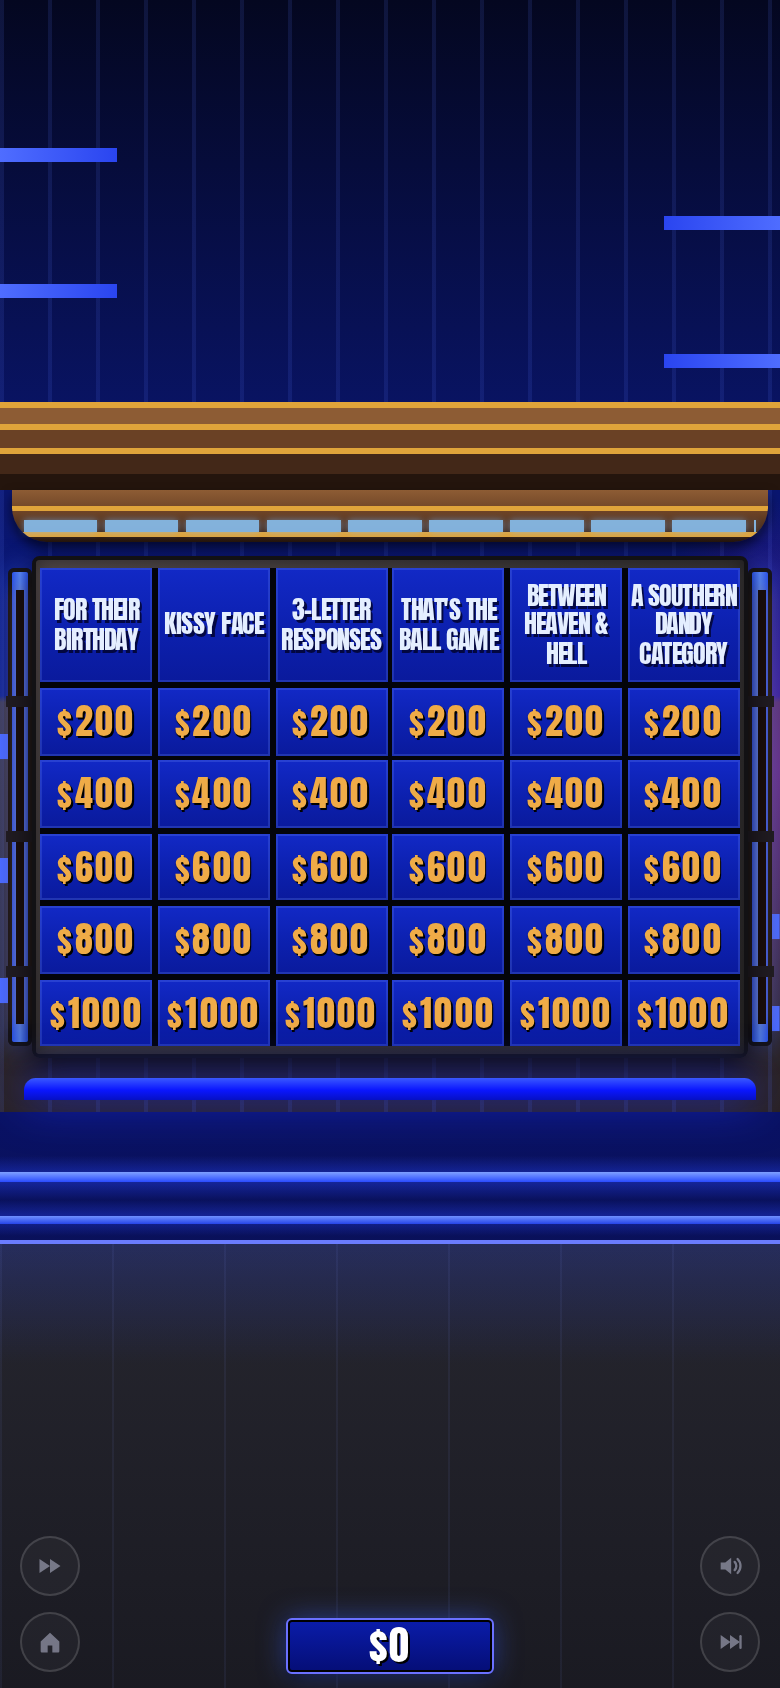 FOR THEIR
BIRTHDAY
KISSY FACE
3-LETTER
RESPONSES
THAT'S THE
BALL GAME
BETWEEN
HEAVEN &
HELL
A SOUTHERN
DANDY
CATEGORY
$200 $200 $200 $200 $200 $200
$400 $400 $400 $400 $400 $400
$600 $600 $600 $600 $600 $600
$800 $800 $800 $800 $800 $800
$1000 $1000 $1000 $1000 $1000 $1000
$0